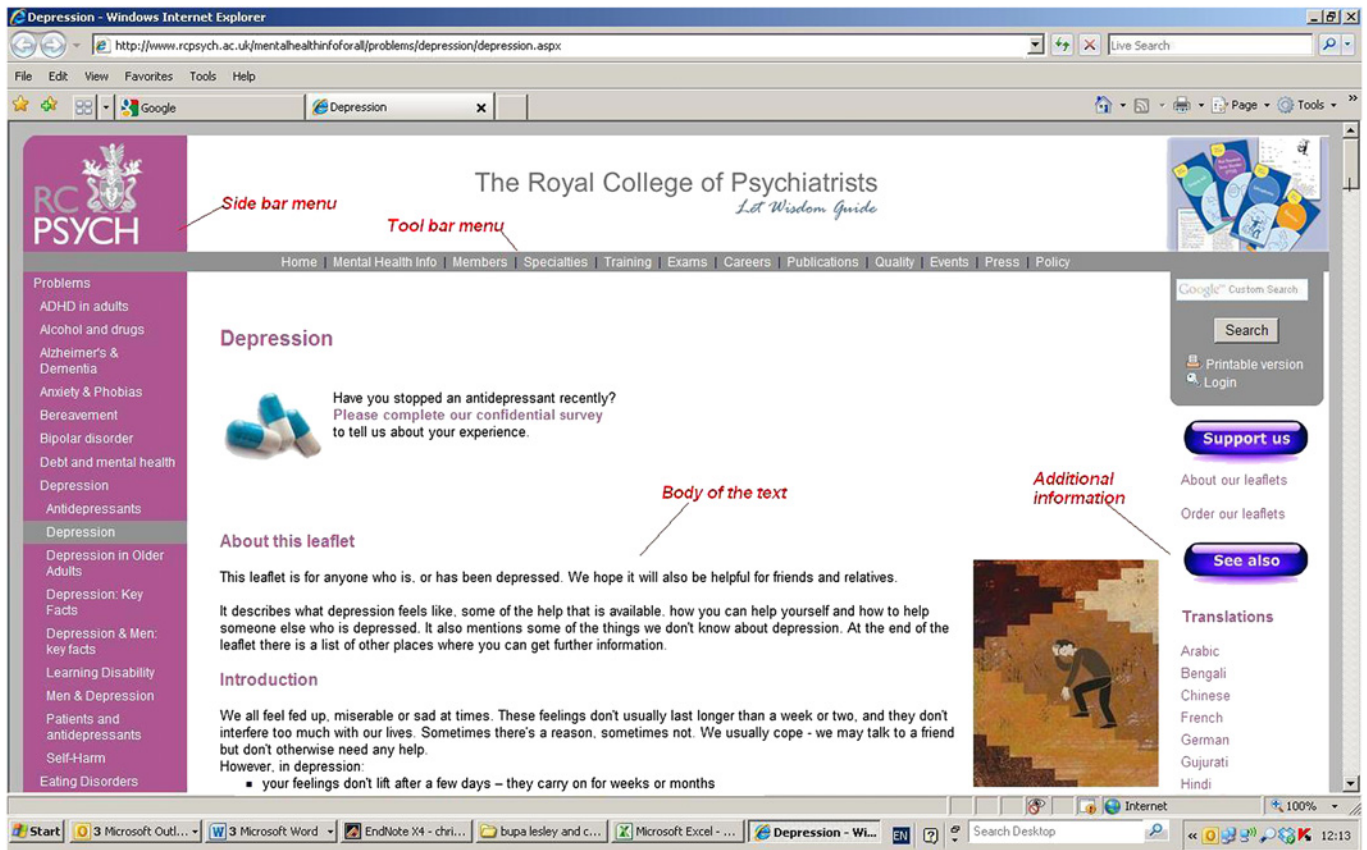 Depression - Windows Internet Explorer
http://www.rcpsych.ac.uk/mentalhealthinfoforall/problems/depression/depression.aspx
Live Search
File Edit View Favorites Tools Help
Google
Depression
Page
Tools
RC
PSYCH
The Royal College of Psychiatrists
Let Wisdom Guide
Side bar menu
Tool bar menu
Home | Mental Health Info | Members | Specialties | Training | Exams | Careers | Publications | Quality | Events | Press | Policy
Problems
ADHD in adults
Alcohol and drugs
Alzheimer's &
Dementia
Anxiety & Phobias
Bereavement
Bipolar disorder
Debt and mental health
Depression
Antidepressants
Depression
Depression in Older
Adults
Depression: Key
Facts
Depression & Men:
key facts
Learning Disability
Men & Depression
Patients and
antidepressants
Self-Harm
Eating Disorders
Depression
Have you stopped an antidepressant recently?
Please complete our confidential survey
to tell us about your experience.
Body of the text
About this leaflet
This leaflet is for anyone who is, or has been depressed. We hope it will also be helpful for friends and relatives.
It describes what depression feels like, some of the help that is available, how you can help yourself and how to help
someone else who is depressed. It also mentions some of the things we don't know about depression. At the end of the
leaflet there is a list of other places where you can get further information.
Introduction
We all feel fed up, miserable or sad at times. These feelings don't usually last longer than a week or two, and they don't
interfere too much with our lives. Sometimes there's a reason, sometimes not. We usually cope - we may talk to a friend
but don't otherwise need any help.
However, in depression:
▪ your feelings don't lift after a few days – they carry on for weeks or months
Google™ Custom Search
Search
Printable version
Login
Support us
Additional
information
About our leaflets
Order our leaflets
See also
Translations
Arabic
Bengali
Chinese
French
German
Gujurati
Hindi
Internet
100%
Start
3 Microsoft Outl...
3 Microsoft Word
EndNote X4 - chri...
bupa lesley and c...
Microsoft Excel - ...
Depression - Wi...
EN
Search Desktop
12:13